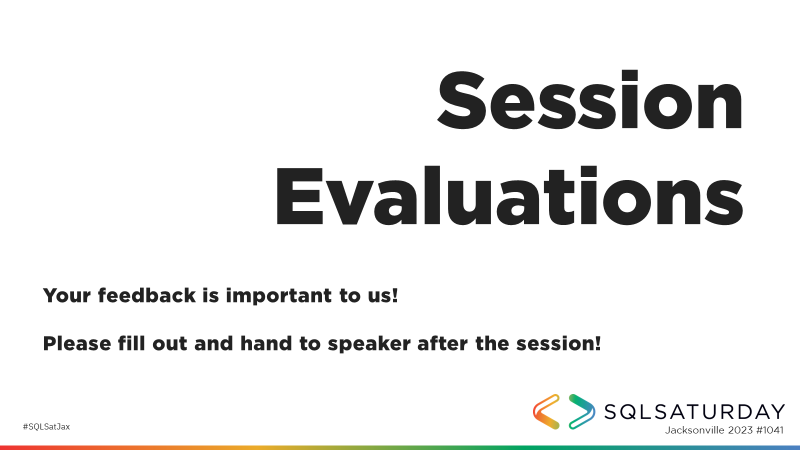 Session
Evaluations
Your feedback is important to us!
Please fill out and hand to speaker after the session!
SQLSATURDAY
Jacksonville 2023 #1041
#SQLSatJax